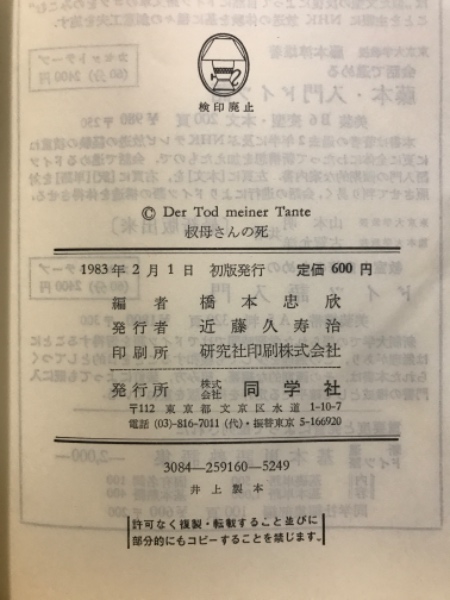 検印廃止
© Der Tod meiner Tante
叔母さんの死
1983年2月1日 初版発行 定価 600円
編者 橋本忠欣
発行者 近藤久寿治
印刷所 研究社印刷株式会社
発行所 株式会社 同学社
〒112 東京都文京区水道 1-10-7
電話 (03)-816-7011 (代)・振替東京 5-166920
3084—259160—5249
井上製本
許可なく複製・転載すること並びに
部分的にもコピーすることを禁じます。